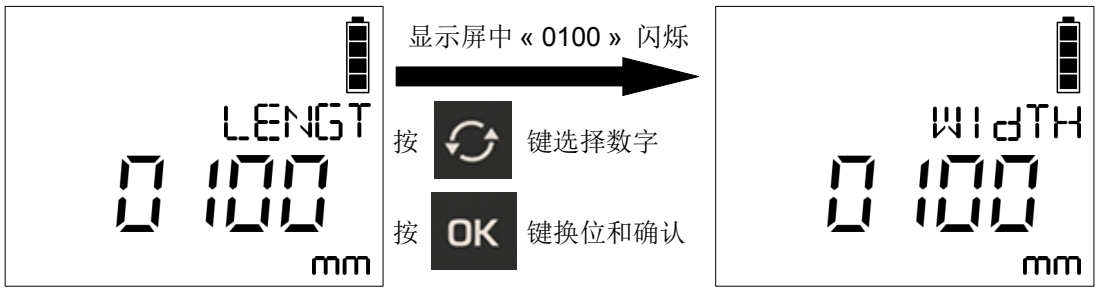 LENGT
0100
mm
显示屏中 « 0100 » 闪烁
按 键选择数字
按 OK 键换位和确认
WIdTH
0100
mm